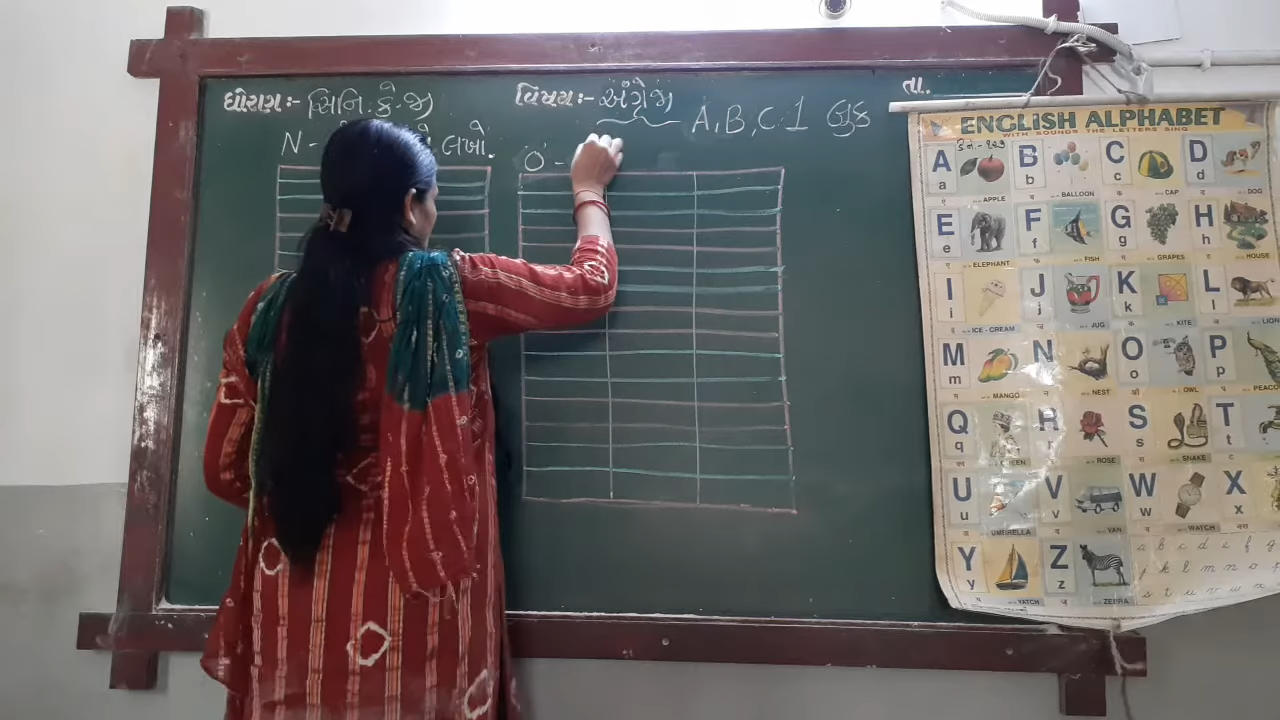 ધોરણ:- સિનિ. કે.જી
વિષય:- અંગ્રેજી
A, B, C. 1 બુક
તા.
N -
લખો.
O -
ENGLISH ALPHABET
WITH SOUNDS THE LETTERS SING
A a APPLE
B b BALLOON
C c CAP
D d DOG
E e ELEPHANT
F f FISH
G g GRAPES
H h HOUSE
I i ICE - CREAM
J j JUG
K k KITE
L l LION
M m MANGO
N n NEST
O o OWL
P p PEACO
Q q QUEEN
R r ROSE
S s SNAKE
T t
U u UMBRELLA
V v VAN
W w WATCH
X x
Y y YATCH
Z z ZEBRA
a b c d e f g
j k l m n o p
s t u v w x